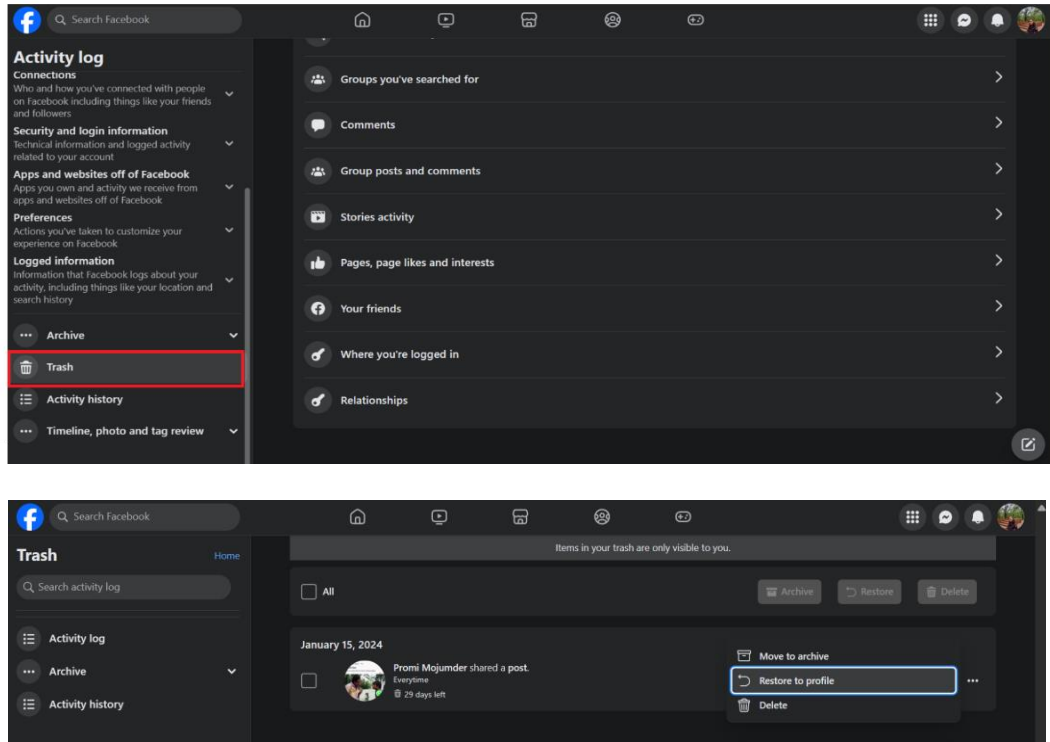 Search Facebook
Activity log
Connections
Who and how you've connected with people
on Facebook including things like your friends
and followers
Security and login information
Technical information and logged activity
related to your account
Apps and websites off of Facebook
Apps you own and activity we receive from
apps and websites off of Facebook
Preferences
Actions you've taken to customize your
experience on Facebook
Logged information
Information that Facebook logs about your
activity, including things like your location and
search history
Archive
Trash
Activity history
Timeline, photo and tag review
Groups you've searched for
Comments
Group posts and comments
Stories activity
Pages, page likes and interests
Your friends
Where you're logged in
Relationships
Search Facebook
Trash
Home
Search activity log
Activity log
Archive
Activity history
Items in your trash are only visible to you.
All
Archive
Restore
Delete
January 15, 2024
Promi Mojumder shared a post.
Everytime
29 days left
Move to archive
Restore to profile
Delete